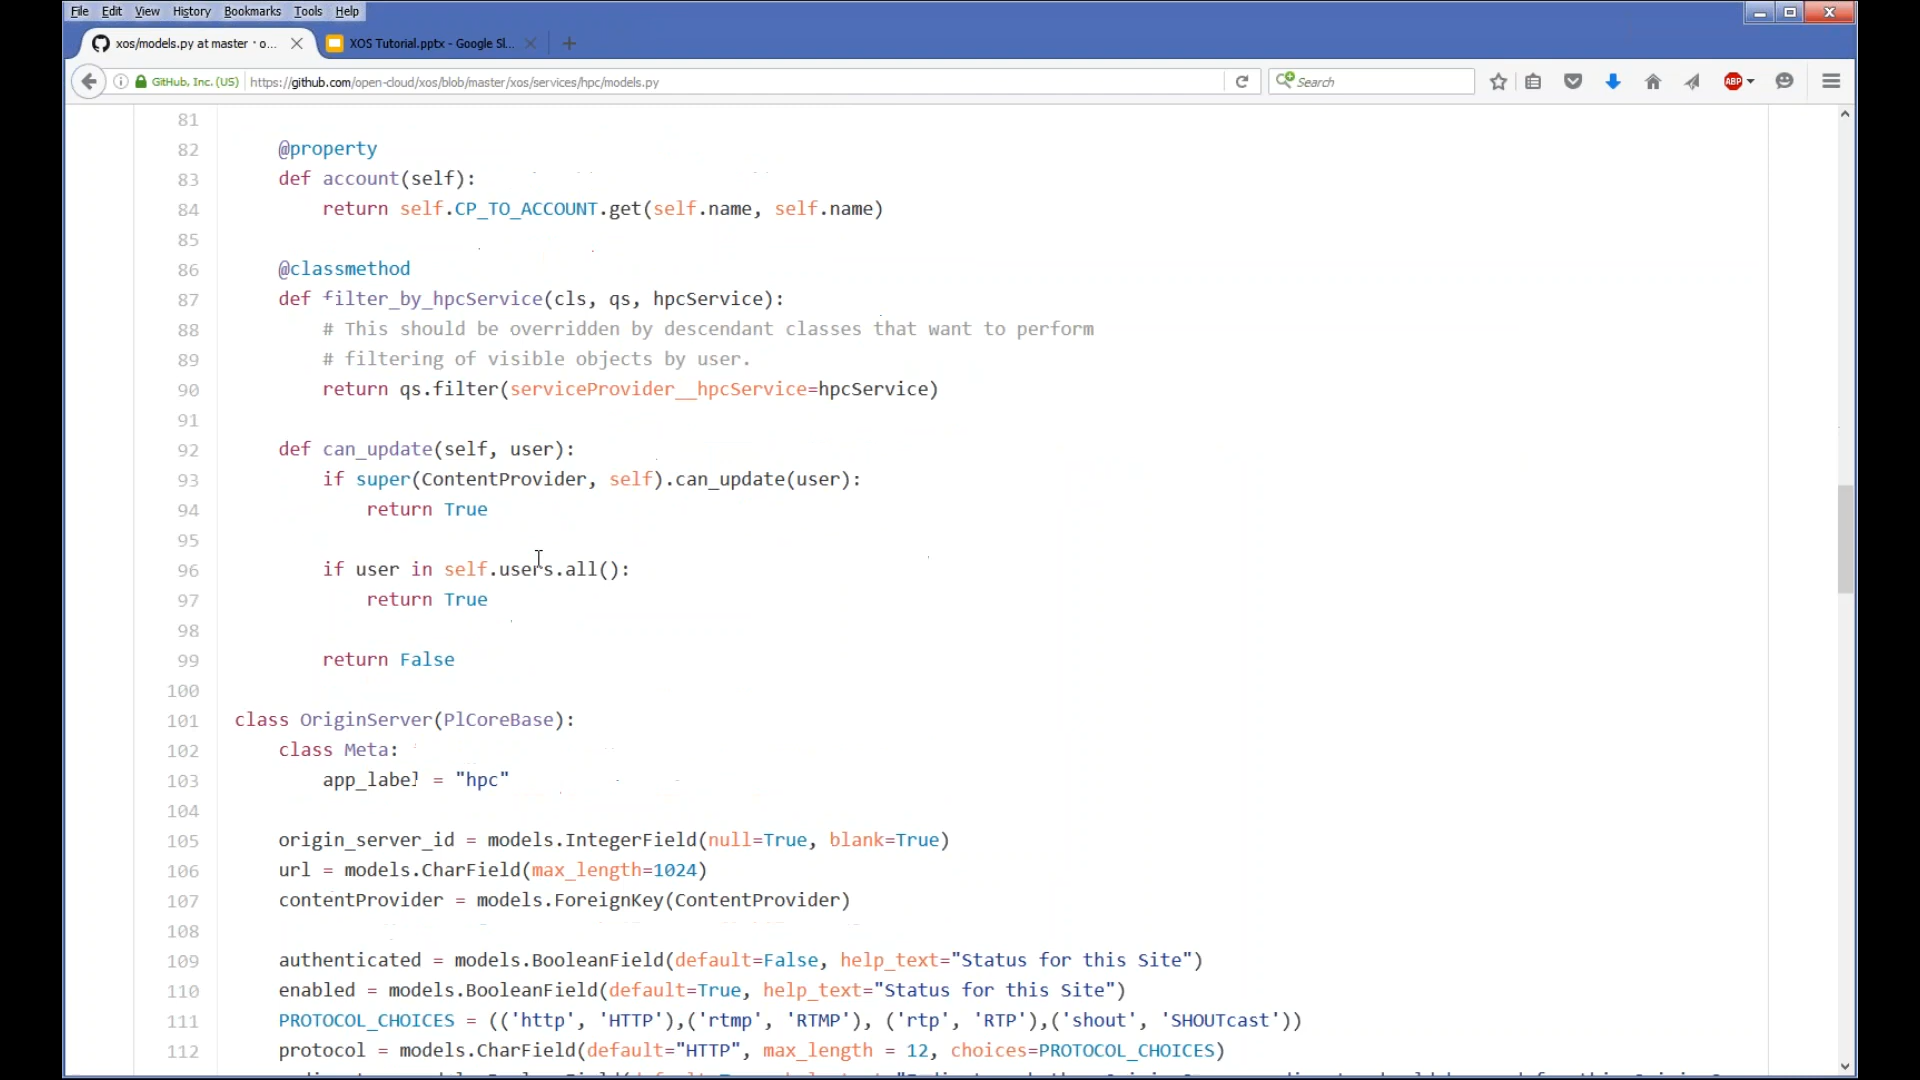 File Edit View History Bookmarks Tools Help
xos/models.py at master · o...
XOS Tutorial.pptx - Google Sl...
GitHub, Inc. (US) https://github.com/open-cloud/xos/blob/master/xos/services/hpc/models.py
Search
ABP
81
82 @property
83 def account(self):
84 return self.CP_TO_ACCOUNT.get(self.name, self.name)
85
86 @classmethod
87 def filter_by_hpcService(cls, qs, hpcService):
88 # This should be overridden by descendant classes that want to perform
89 # filtering of visible objects by user.
90 return qs.filter(serviceProvider__hpcService=hpcService)
91
92 def can_update(self, user):
93 if super(ContentProvider, self).can_update(user):
94 return True
95
96 if user in self.users.all():
97 return True
98
99 return False
100
101 class OriginServer(PlCoreBase):
102 class Meta:
103 app_label = "hpc"
104
105 origin_server_id = models.IntegerField(null=True, blank=True)
106 url = models.CharField(max_length=1024)
107 contentProvider = models.ForeignKey(ContentProvider)
108
109 authenticated = models.BooleanField(default=False, help_text="Status for this Site")
110 enabled = models.BooleanField(default=True, help_text="Status for this Site")
111 PROTOCOL_CHOICES = (('http', 'HTTP'),('rtmp', 'RTMP'), ('rtp', 'RTP'),('shout', 'SHOUTcast'))
112 protocol = models.CharField(default="HTTP", max_length = 12, choices=PROTOCOL_CHOICES)